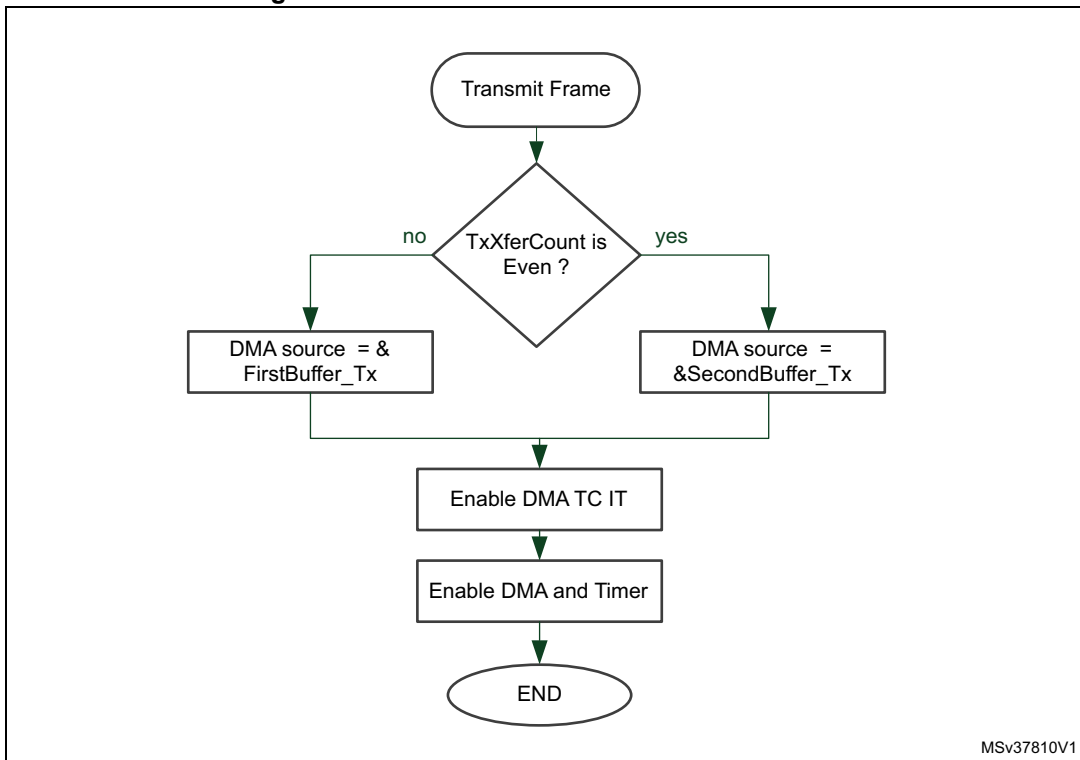 Transmit Frame
no
TxXferCount is
Even ?
yes
DMA source = &
FirstBuffer_Tx
DMA source =
&SecondBuffer_Tx
Enable DMA TC IT
Enable DMA and Timer
END
MSv37810V1